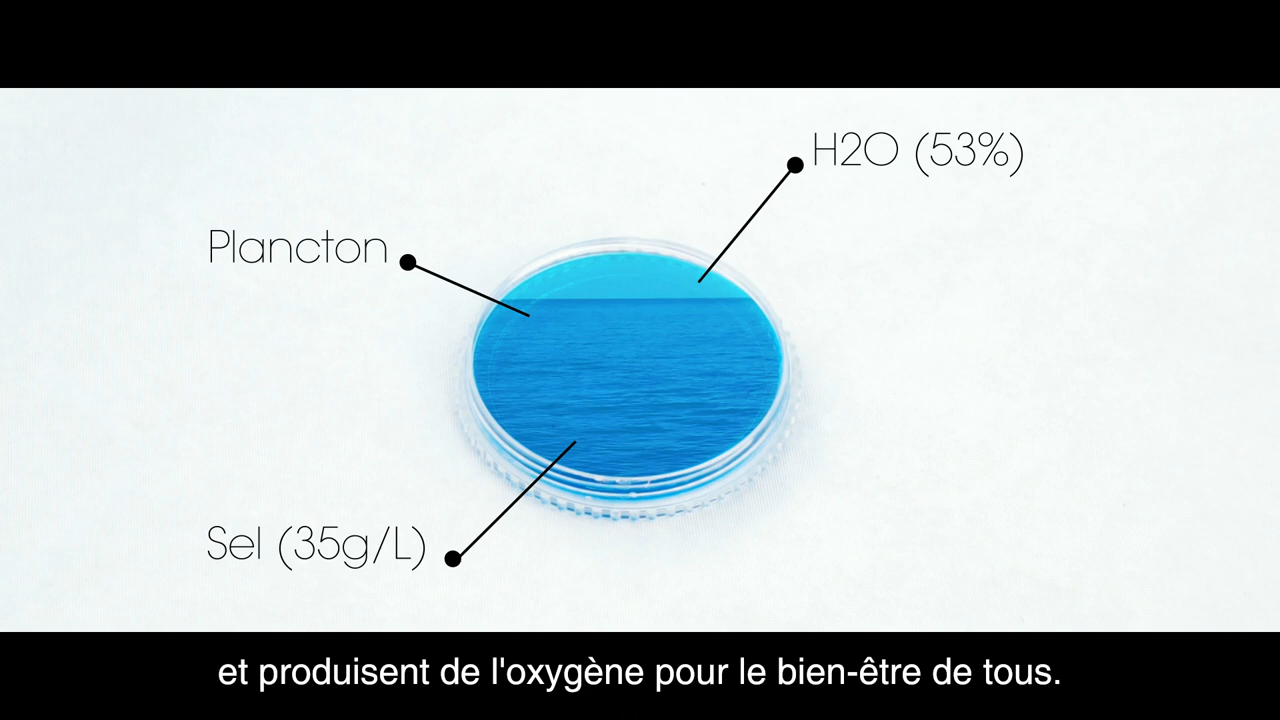 H2O (53%)
Plancton
Sel (35g/L)
et produisent de l'oxygène pour le bien-être de tous.